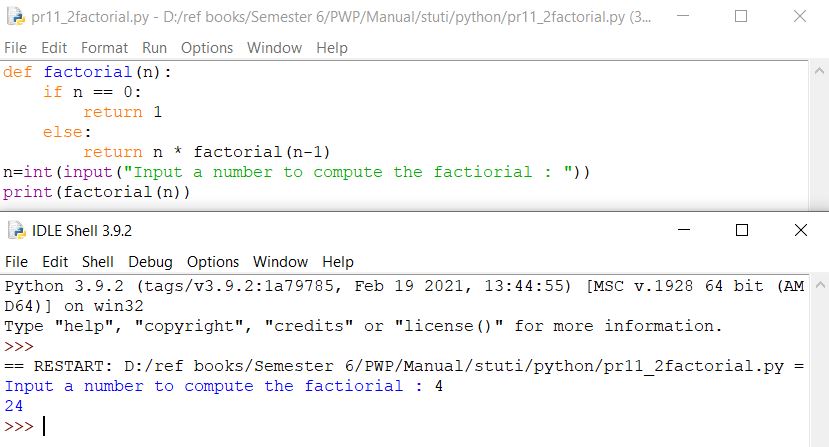 pr11_2factorial.py - D:/ref books/Semester 6/PWP/Manual/stuti/python/pr11_2factorial.py (3...
File Edit Format Run Options Window Help
def factorial(n):
    if n == 0:
        return 1
    else:
        return n * factorial(n-1)
n=int(input("Input a number to compute the factiorial : "))
print(factorial(n))
IDLE Shell 3.9.2
File Edit Shell Debug Options Window Help
Python 3.9.2 (tags/v3.9.2:1a79785, Feb 19 2021, 13:44:55) [MSC v.1928 64 bit (AM
D64)] on win32
Type "help", "copyright", "credits" or "license()" for more information.
>>>
== RESTART: D:/ref books/Semester 6/PWP/Manual/stuti/python/pr11_2factorial.py =
Input a number to compute the factiorial : 4
24
>>>